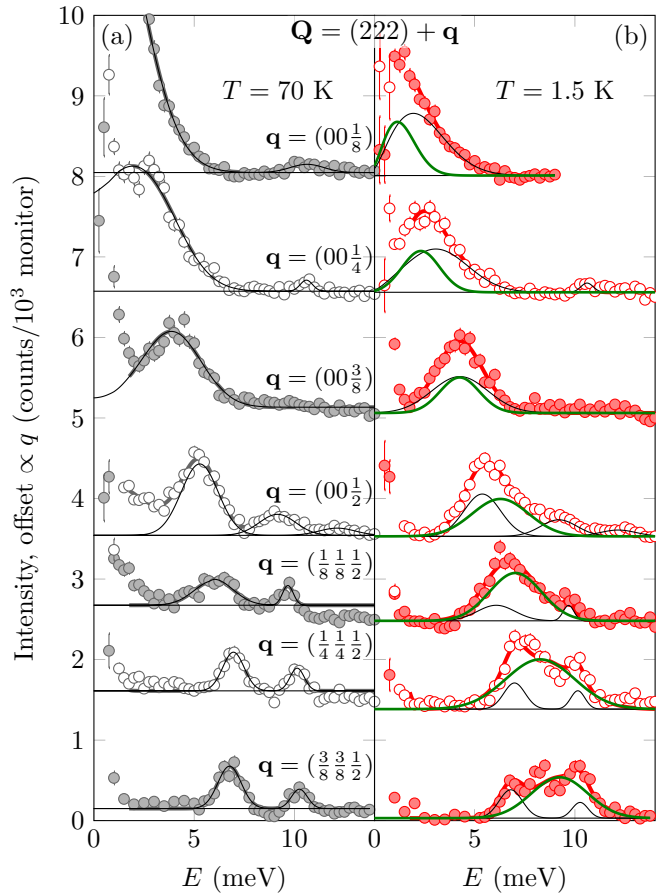 Q = (222) + q
(a)
T = 70 K
q = (00 1/8)
q = (00 1/4)
q = (00 3/8)
q = (00 1/2)
q = (1/8 1/8 1/2)
q = (1/4 1/4 1/2)
q = (3/8 3/8 1/2)
(b)
T = 1.5 K
Intensity, offset ∝ q (counts/10³ monitor)
10
9
8
7
6
5
4
3
2
1
0
0 5 10 0 5 10
E (meV) E (meV)